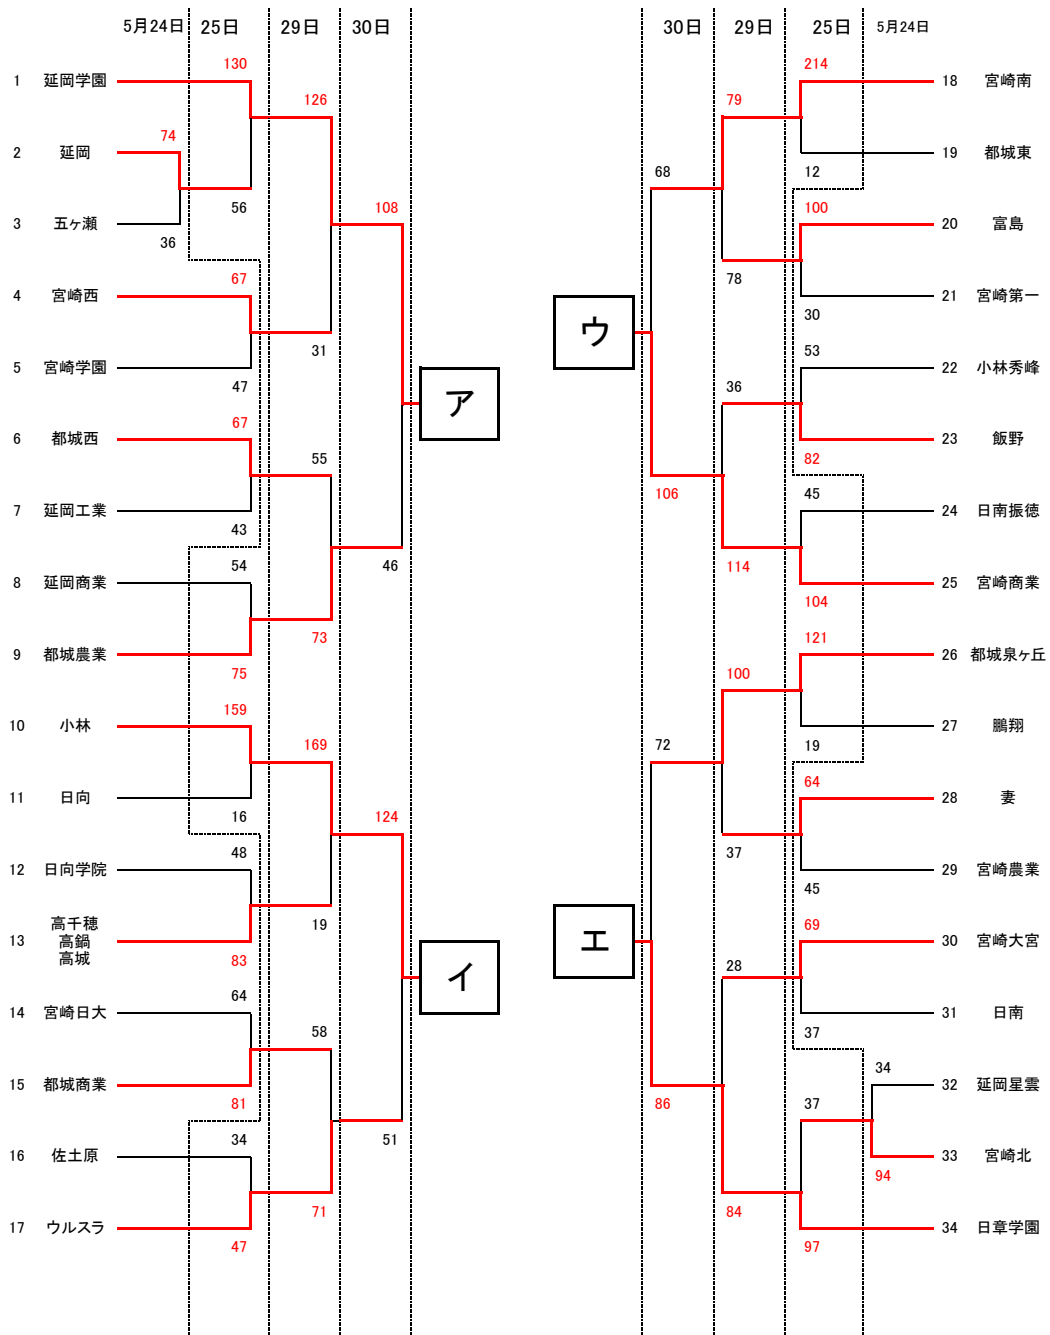 5月24日 25日 29日 30日 30日 29日 25日 5月24日
130 214
1 延岡学園 18 宮崎南
126 79
74
2 延岡 19 都城東
68 12
56 108 100
3 五ヶ瀬 20 富島
36
67 78
4 宮崎西 21 宮崎第一
30
ウ
31 53
5 宮崎学園 22 小林秀峰
47 36
ア
67
6 都城西 23 飯野
55 82
106 45
7 延岡工業 24 日南振徳
43
54 46 114
8 延岡商業 25 宮崎商業
104
73 121
9 都城農業 26 都城泉ヶ丘
75 100
159
10 小林 27 鵬翔
169 72 19
64
11 日向 28 妻
16 124
48 37
12 日向学院 29 宮崎農業
45
高千穂
19 69
13 高鍋 30 宮崎大宮
高城
83 エ 28
イ
64
14 宮崎日大 31 日南
58 37
34
15 都城商業 32 延岡星雲
81 86 37
34 51
16 佐土原 33 宮崎北
94
71 84
17 ウルスラ 34 日章学園
47 97